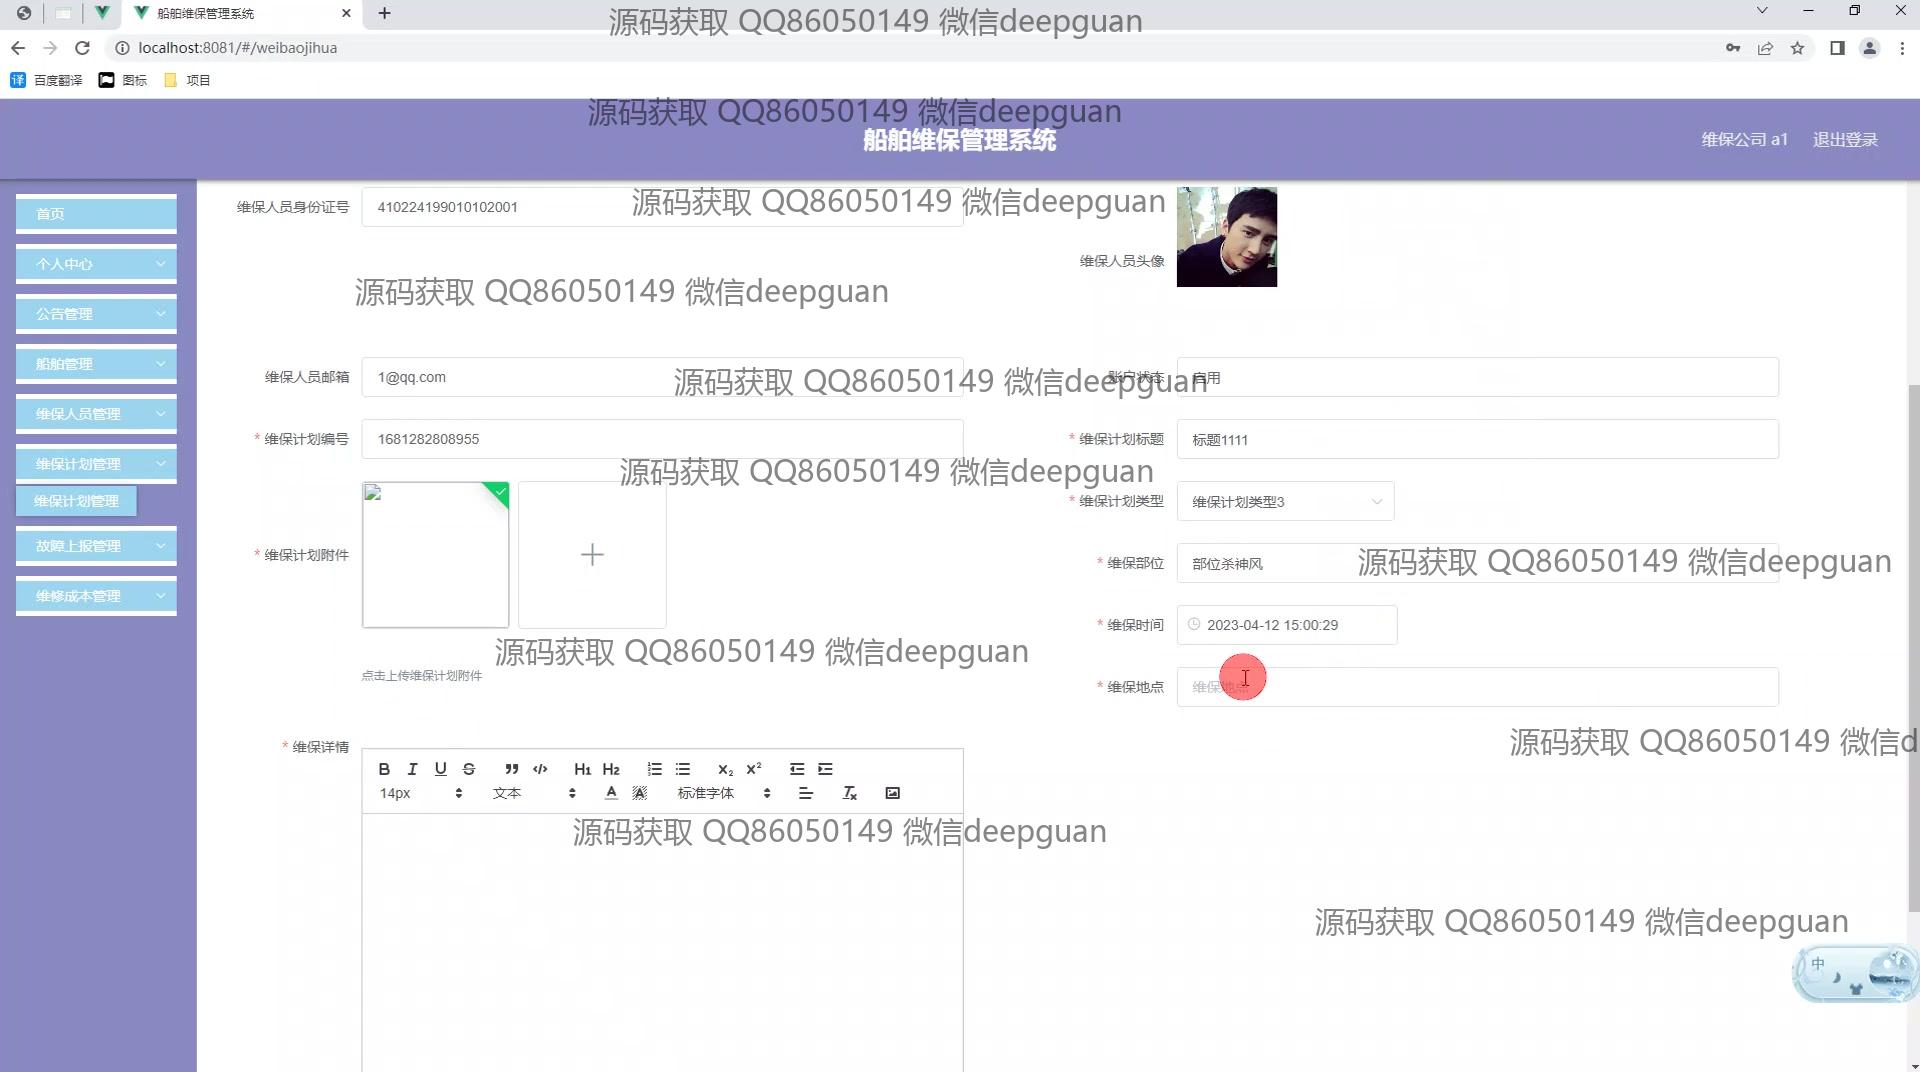 船舶维保管理系统
源码获取 QQ86050149 微信deepguan
localhost:8081/#/weibaojihua
百度翻译
图标
项目
源码获取 QQ86050149 微信deepguan
船舶维保管理系统
维保公司 a1
退出登录
首页
个人中心
公告管理
船舶管理
维保人员管理
维保计划管理
维保计划管理
故障上报管理
维修成本管理
维保人员身份证号
410224199010102001
源码获取 QQ86050149 微信deepguan
维保人员头像
源码获取 QQ86050149 微信deepguan
维保人员邮箱
1@qq.com
源码获取 QQ86050149 微信deepguan
账户状态
启用
* 维保计划编号
1681282808955
* 维保计划标题
标题1111
源码获取 QQ86050149 微信deepguan
* 维保计划类型
维保计划类型3
* 维保计划附件
* 维保部位
部位杀神风
源码获取 QQ86050149 微信deepguan
* 维保时间
2023-04-12 15:00:29
源码获取 QQ86050149 微信deepguan
点击上传维保计划附件
* 维保地点
维保地点
源码获取 QQ86050149 微信d
* 维保详情
B I U S H1 H2 X2 X2
14px 文本 A A 标准字体
源码获取 QQ86050149 微信deepguan
源码获取 QQ86050149 微信deepguan
中